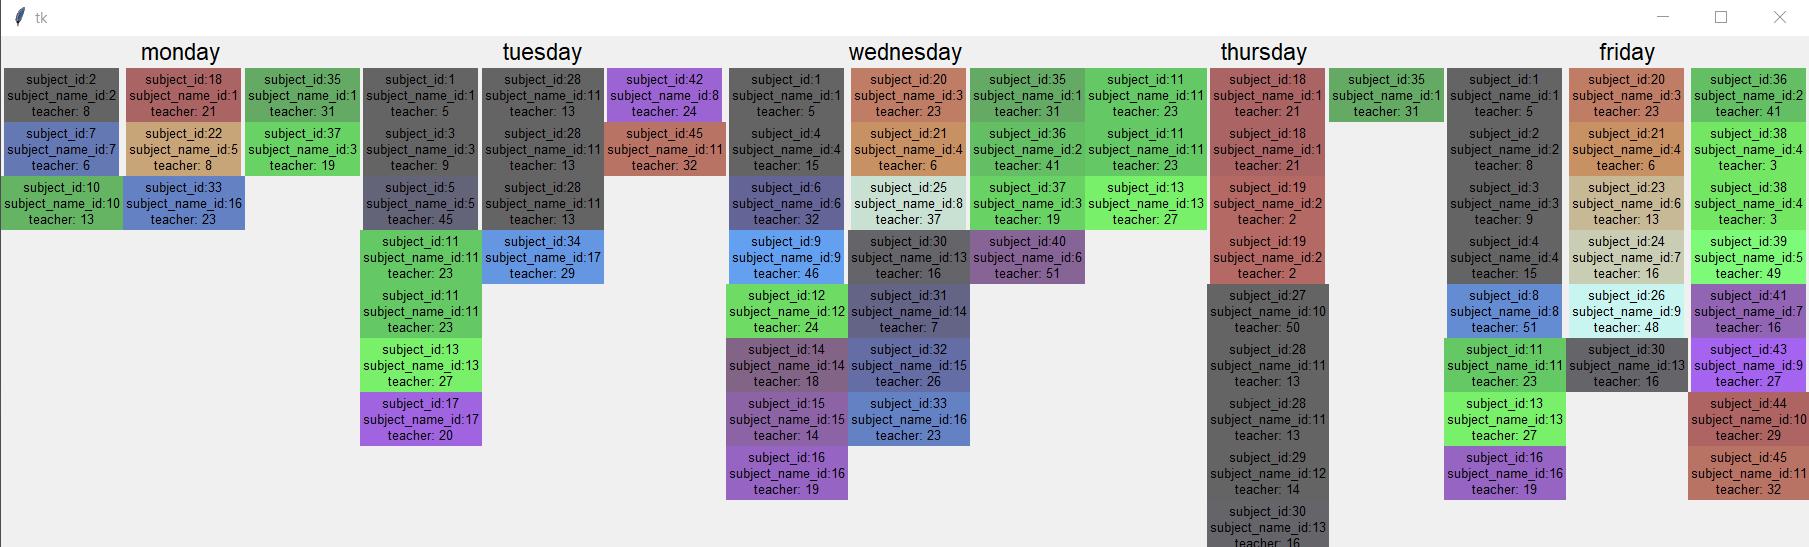 tk
monday
subject_id:2
subject_name_id:2
teacher: 8
subject_id:7
subject_name_id:7
teacher: 6
subject_id:10
subject_name_id:10
teacher: 13
subject_id:18
subject_name_id:1
teacher: 21
subject_id:22
subject_name_id:5
teacher: 8
subject_id:33
subject_name_id:16
teacher: 23
subject_id:35
subject_name_id:1
teacher: 31
subject_id:37
subject_name_id:3
teacher: 19
tuesday
subject_id:1
subject_name_id:1
teacher: 5
subject_id:3
subject_name_id:3
teacher: 9
subject_id:5
subject_name_id:5
teacher: 45
subject_id:11
subject_name_id:11
teacher: 23
subject_id:11
subject_name_id:11
teacher: 23
subject_id:13
subject_name_id:13
teacher: 27
subject_id:17
subject_name_id:17
teacher: 20
subject_id:28
subject_name_id:11
teacher: 13
subject_id:28
subject_name_id:11
teacher: 13
subject_id:28
subject_name_id:11
teacher: 13
subject_id:34
subject_name_id:17
teacher: 29
subject_id:42
subject_name_id:8
teacher: 24
subject_id:45
subject_name_id:11
teacher: 32
wednesday
subject_id:1
subject_name_id:1
teacher: 5
subject_id:4
subject_name_id:4
teacher: 15
subject_id:6
subject_name_id:6
teacher: 32
subject_id:9
subject_name_id:9
teacher: 46
subject_id:12
subject_name_id:12
teacher: 24
subject_id:14
subject_name_id:14
teacher: 18
subject_id:15
subject_name_id:15
teacher: 14
subject_id:16
subject_name_id:16
teacher: 19
subject_id:20
subject_name_id:3
teacher: 23
subject_id:21
subject_name_id:4
teacher: 6
subject_id:25
subject_name_id:8
teacher: 37
subject_id:30
subject_name_id:13
teacher: 16
subject_id:31
subject_name_id:14
teacher: 7
subject_id:32
subject_name_id:15
teacher: 26
subject_id:33
subject_name_id:16
teacher: 23
subject_id:35
subject_name_id:1
teacher: 31
subject_id:36
subject_name_id:2
teacher: 41
subject_id:37
subject_name_id:3
teacher: 19
subject_id:40
subject_name_id:6
teacher: 51
subject_id:11
subject_name_id:11
teacher: 23
subject_id:11
subject_name_id:11
teacher: 23
subject_id:13
subject_name_id:13
teacher: 27
thursday
subject_id:18
subject_name_id:1
teacher: 21
subject_id:18
subject_name_id:1
teacher: 21
subject_id:19
subject_name_id:2
teacher: 2
subject_id:19
subject_name_id:2
teacher: 2
subject_id:27
subject_name_id:10
teacher: 50
subject_id:28
subject_name_id:11
teacher: 13
subject_id:28
subject_name_id:11
teacher: 13
subject_id:29
subject_name_id:12
teacher: 14
subject_id:30
subject_name_id:13
teacher: 16
subject_id:35
subject_name_id:1
teacher: 31
friday
subject_id:1
subject_name_id:1
teacher: 5
subject_id:2
subject_name_id:2
teacher: 8
subject_id:3
subject_name_id:3
teacher: 9
subject_id:4
subject_name_id:4
teacher: 15
subject_id:8
subject_name_id:8
teacher: 51
subject_id:11
subject_name_id:11
teacher: 23
subject_id:13
subject_name_id:13
teacher: 27
subject_id:16
subject_name_id:16
teacher: 19
subject_id:20
subject_name_id:3
teacher: 23
subject_id:21
subject_name_id:4
teacher: 6
subject_id:23
subject_name_id:6
teacher: 13
subject_id:24
subject_name_id:7
teacher: 16
subject_id:26
subject_name_id:9
teacher: 48
subject_id:30
subject_name_id:13
teacher: 16
subject_id:36
subject_name_id:2
teacher: 41
subject_id:38
subject_name_id:4
teacher: 3
subject_id:38
subject_name_id:4
teacher: 3
subject_id:39
subject_name_id:5
teacher: 49
subject_id:41
subject_name_id:7
teacher: 16
subject_id:43
subject_name_id:9
teacher: 27
subject_id:44
subject_name_id:10
teacher: 29
subject_id:45
subject_name_id:11
teacher: 32